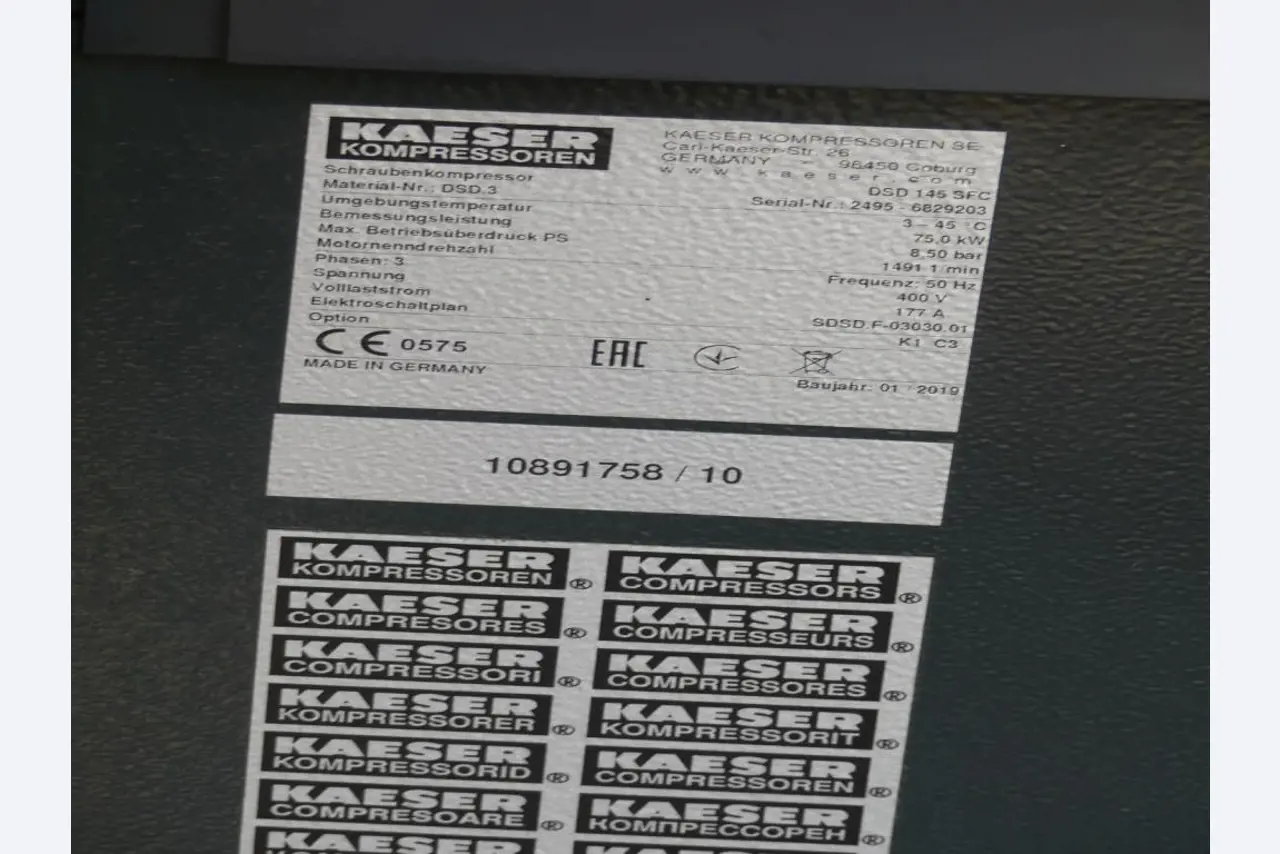 KAESER
KOMPRESSOREN
KAESER KOMPRESSOREN SE
Carl-Kaeser-Str. 26
GERMANY - 96450 Coburg
www.kaeser.com
Schraubenkompressor DSD 145 SFC
Material-Nr.: DSD.3 Serial-Nr.: 2495 - 6829203
Umgebungstemperatur 3 - 45 °C
Bemessungsleistung 75,0 kW
Max. Betriebsüberdruck PS 8,50 bar
Motornenndrehzahl 1491 1/min
Phasen: 3 Frequenz: 50 Hz
Spannung 400 V
Volllaststrom 177 A
Elektroschaltplan SDSD.F-03030.01
Option K1 C3
CE 0575 EAC
MADE IN GERMANY Baujahr: 01 / 2019
10891758 / 10
KAESER KOMPRESSOREN ®
KAESER COMPRESSORS ®
KAESER COMPRESORES ®
KAESER COMPRESSEURS ®
KAESER COMPRESSORI ®
KAESER COMPRESSORES ®
KAESER KOMPRESSORER ®
KAESER KOMPRESSORIT ®
KAESER KOMPRESSORID ®
KAESER COMPRESSOREN ®
KAESER COMPRESOARE ®
KAESER КОМПРЕССОРЕН ®
KAESER